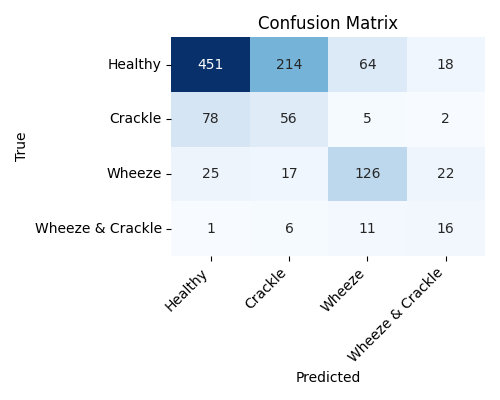 Confusion Matrix
True
Healthy 451 214 64 18
Crackle 78 56 5 2
Wheeze 25 17 126 22
Wheeze & Crackle 1 6 11 16
Healthy Crackle Wheeze Wheeze & Crackle
Predicted